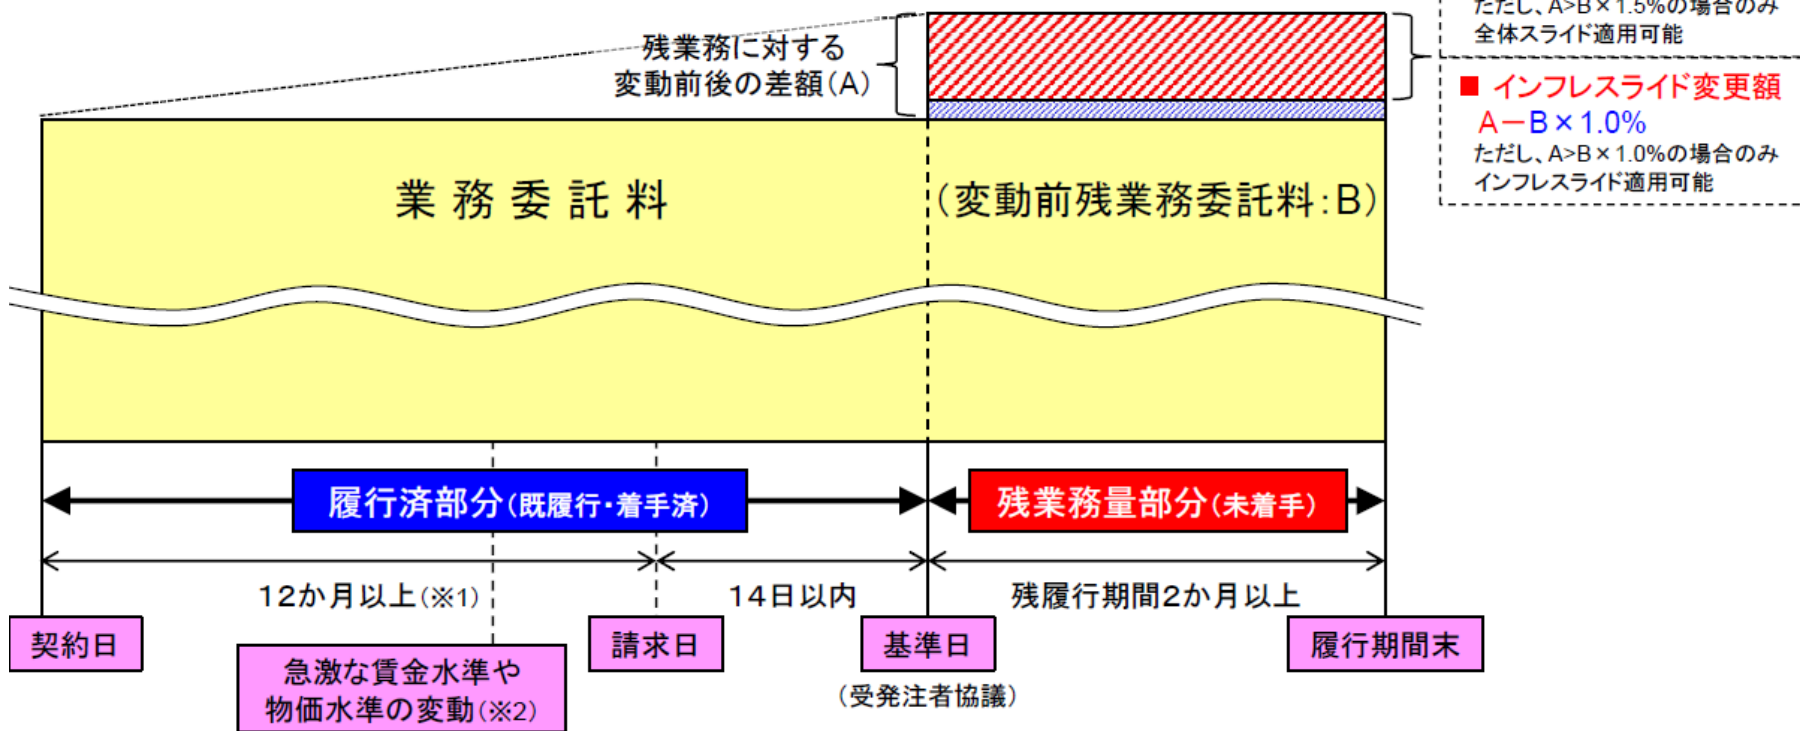 ただし、A>B×1.5%の場合のみ
全体スライド適用可能
残業務に対する
変動前後の差額(A)
■ インフレスライド変更額
A－B×1.0%
ただし、A>B×1.0%の場合のみ
インフレスライド適用可能
業務委託料
(変動前残業務委託料:B)
履行済部分(既履行・着手済)
残業務量部分(未着手)
12か月以上(※1)
14日以内
残履行期間2か月以上
契約日
請求日
基準日
履行期間末
急激な賃金水準や
物価水準の変動(※2)
(受発注者協議)